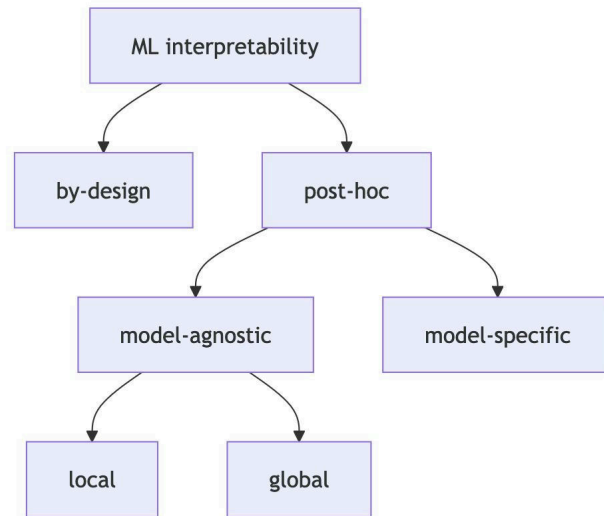 ML interpretability
by-design
post-hoc
model-agnostic
model-specific
local
global